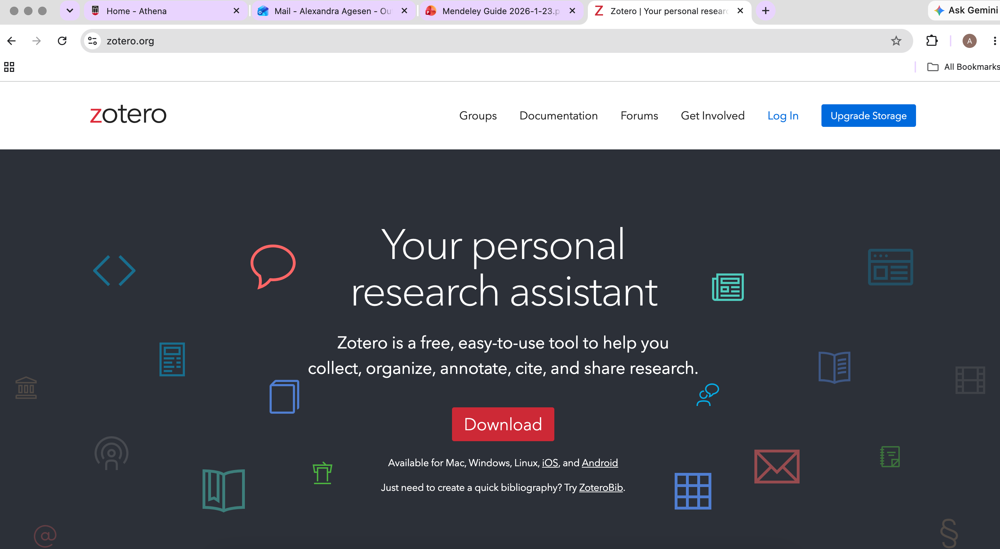 Home - Athena
Mail - Alexandra Agesen - Ou
Mendeley Guide 2026-1-23.p
Z Zotero | Your personal researc
Ask Gemini
zotero.org
A
All Bookmarks
zotero
Groups Documentation Forums Get Involved Log In Upgrade Storage
Your personal
research assistant
Zotero is a free, easy-to-use tool to help you
collect, organize, annotate, cite, and share research.
Download
Available for Mac, Windows, Linux, iOS, and Android
Just need to create a quick bibliography? Try ZoteroBib.